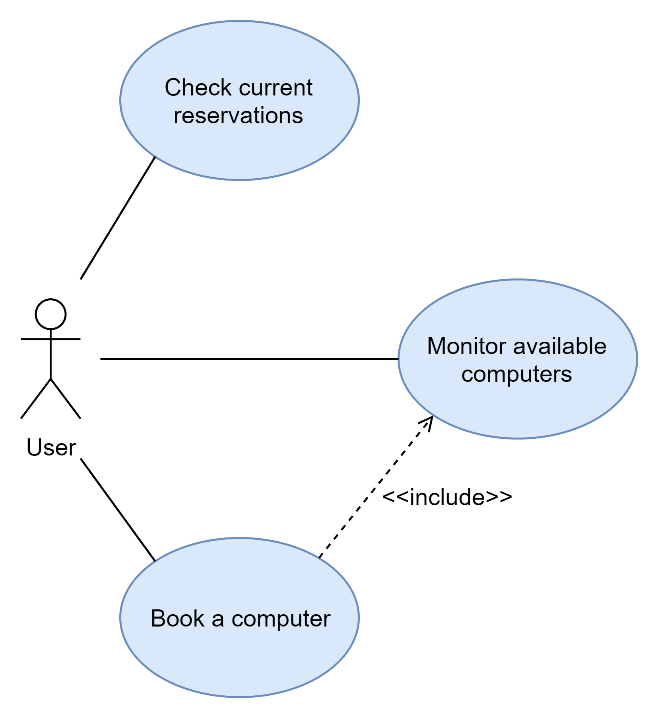 Check current
reservations
Monitor available
computers
User
<<include>>
Book a computer